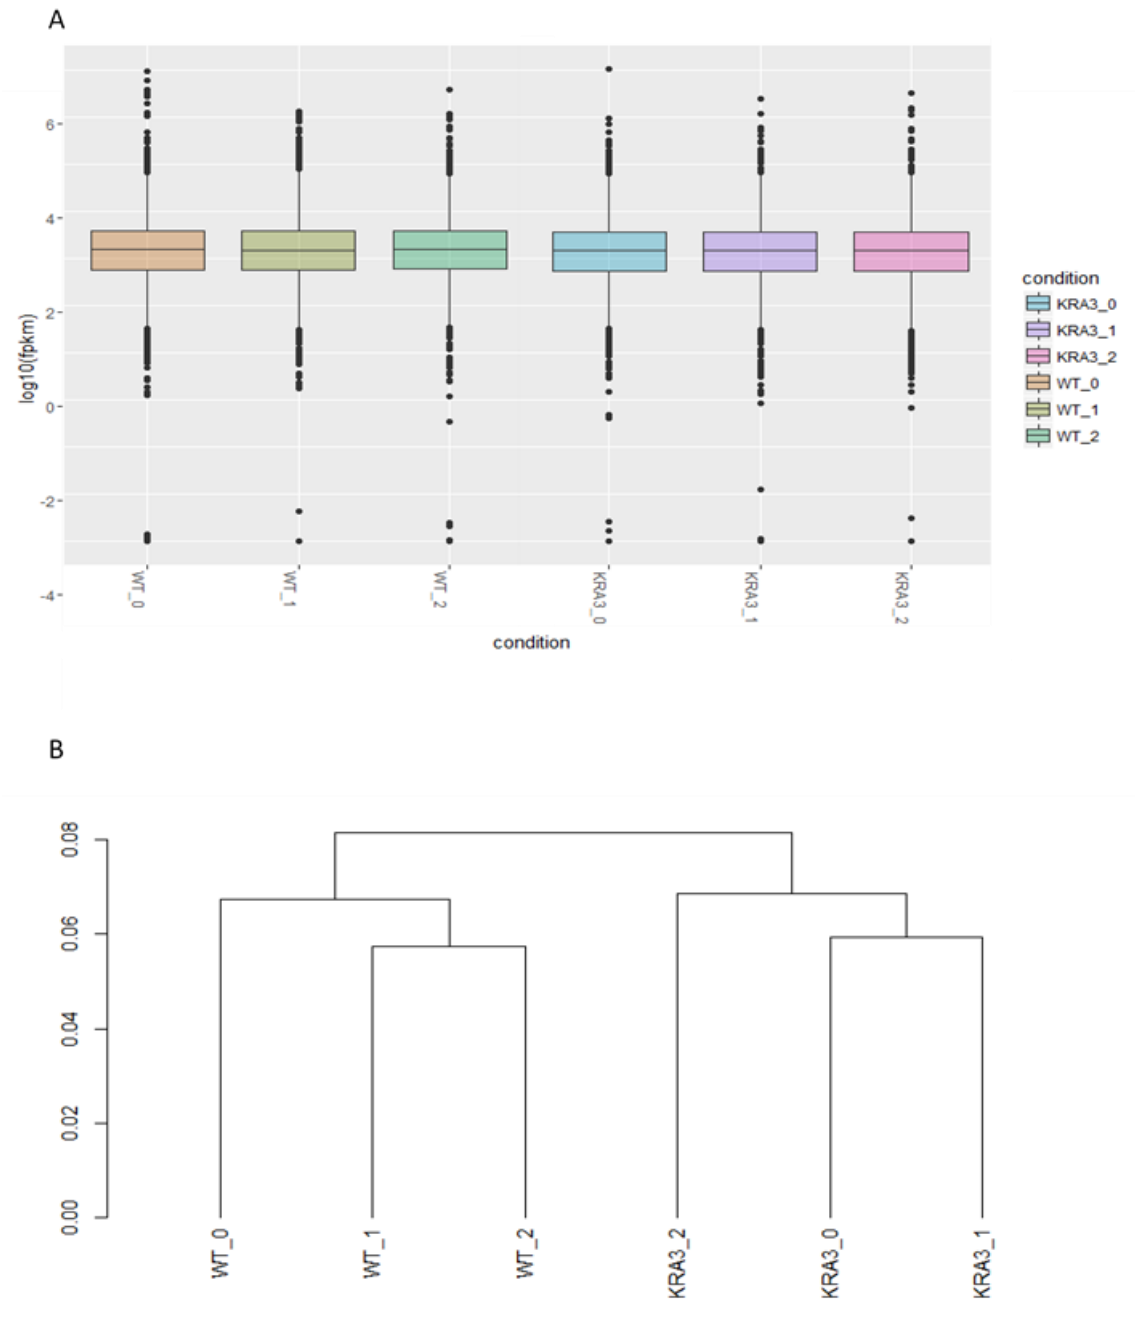 A
log10(fpkm)
6
4
2
0
-2
-4
WT_0
WT_1
WT_2
KRA3_0
KRA3_1
KRA3_2
condition
condition
KRA3_0
KRA3_1
KRA3_2
WT_0
WT_1
WT_2
B
0.08
0.06
0.04
0.02
0.00
WT_0
WT_1
WT_2
KRA3_2
KRA3_0
KRA3_1